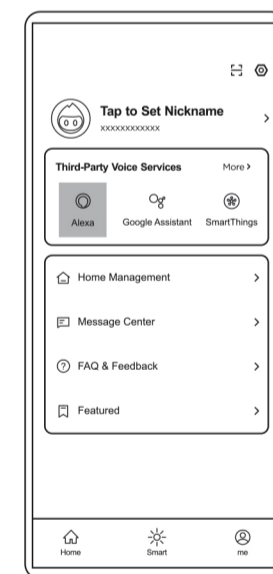 Tap to Set Nickname
xxxxxxxxxxxx
Third-Party Voice Services More >
Alexa Google Assistant SmartThings
Home Management
Message Center
FAQ & Feedback
Featured
Home Smart me